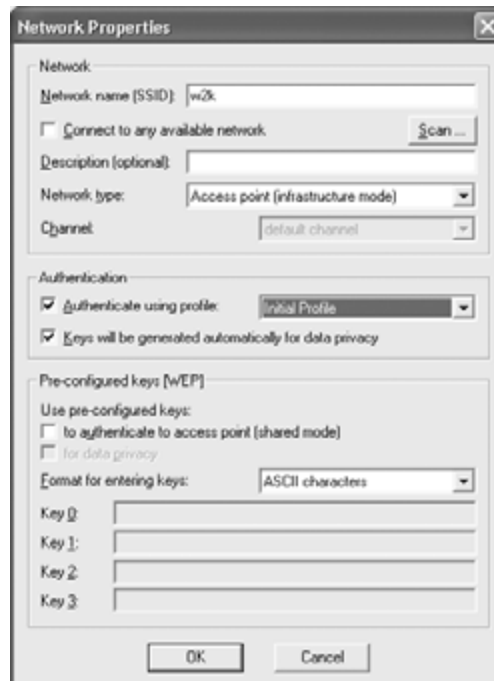 Network Properties
Network
Network name (SSID): w2k
Connect to any available network Scan ...
Description (optional):
Network type: Access point (infrastructure mode)
Channel: default channel
Authentication
Authenticate using profile: Initial Profile
Keys will be generated automatically for data privacy
Pre-configured keys [WEP]
Use pre-configured keys:
to authenticate to access point (shared mode)
for data privacy
Format for entering keys: ASCII characters
Key 0:
Key 1:
Key 2:
Key 3:
OK Cancel